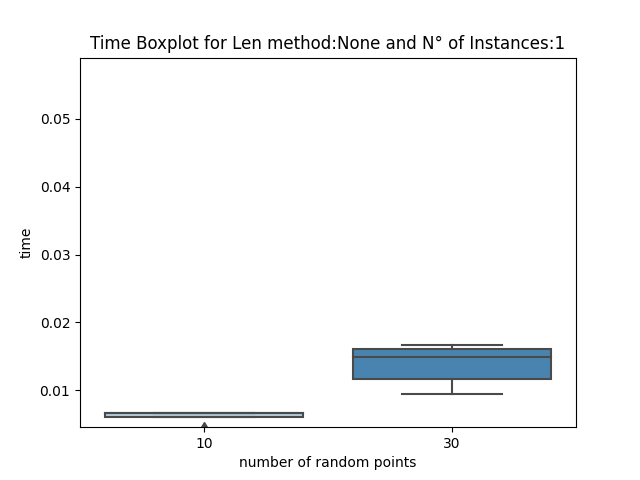 Time Boxplot for Len method:None and N° of Instances:1
0.05
0.04
0.03
0.02
0.01
time
10
30
number of random points